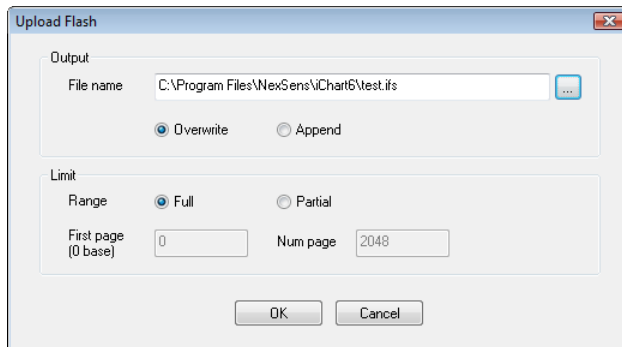 Upload Flash
Output
File name C:\Program Files\NexSens\iChart6\test.ifs ...
Overwrite Append
Limit
Range Full Partial
First page (0 base) 0 Num page 2048
OK Cancel